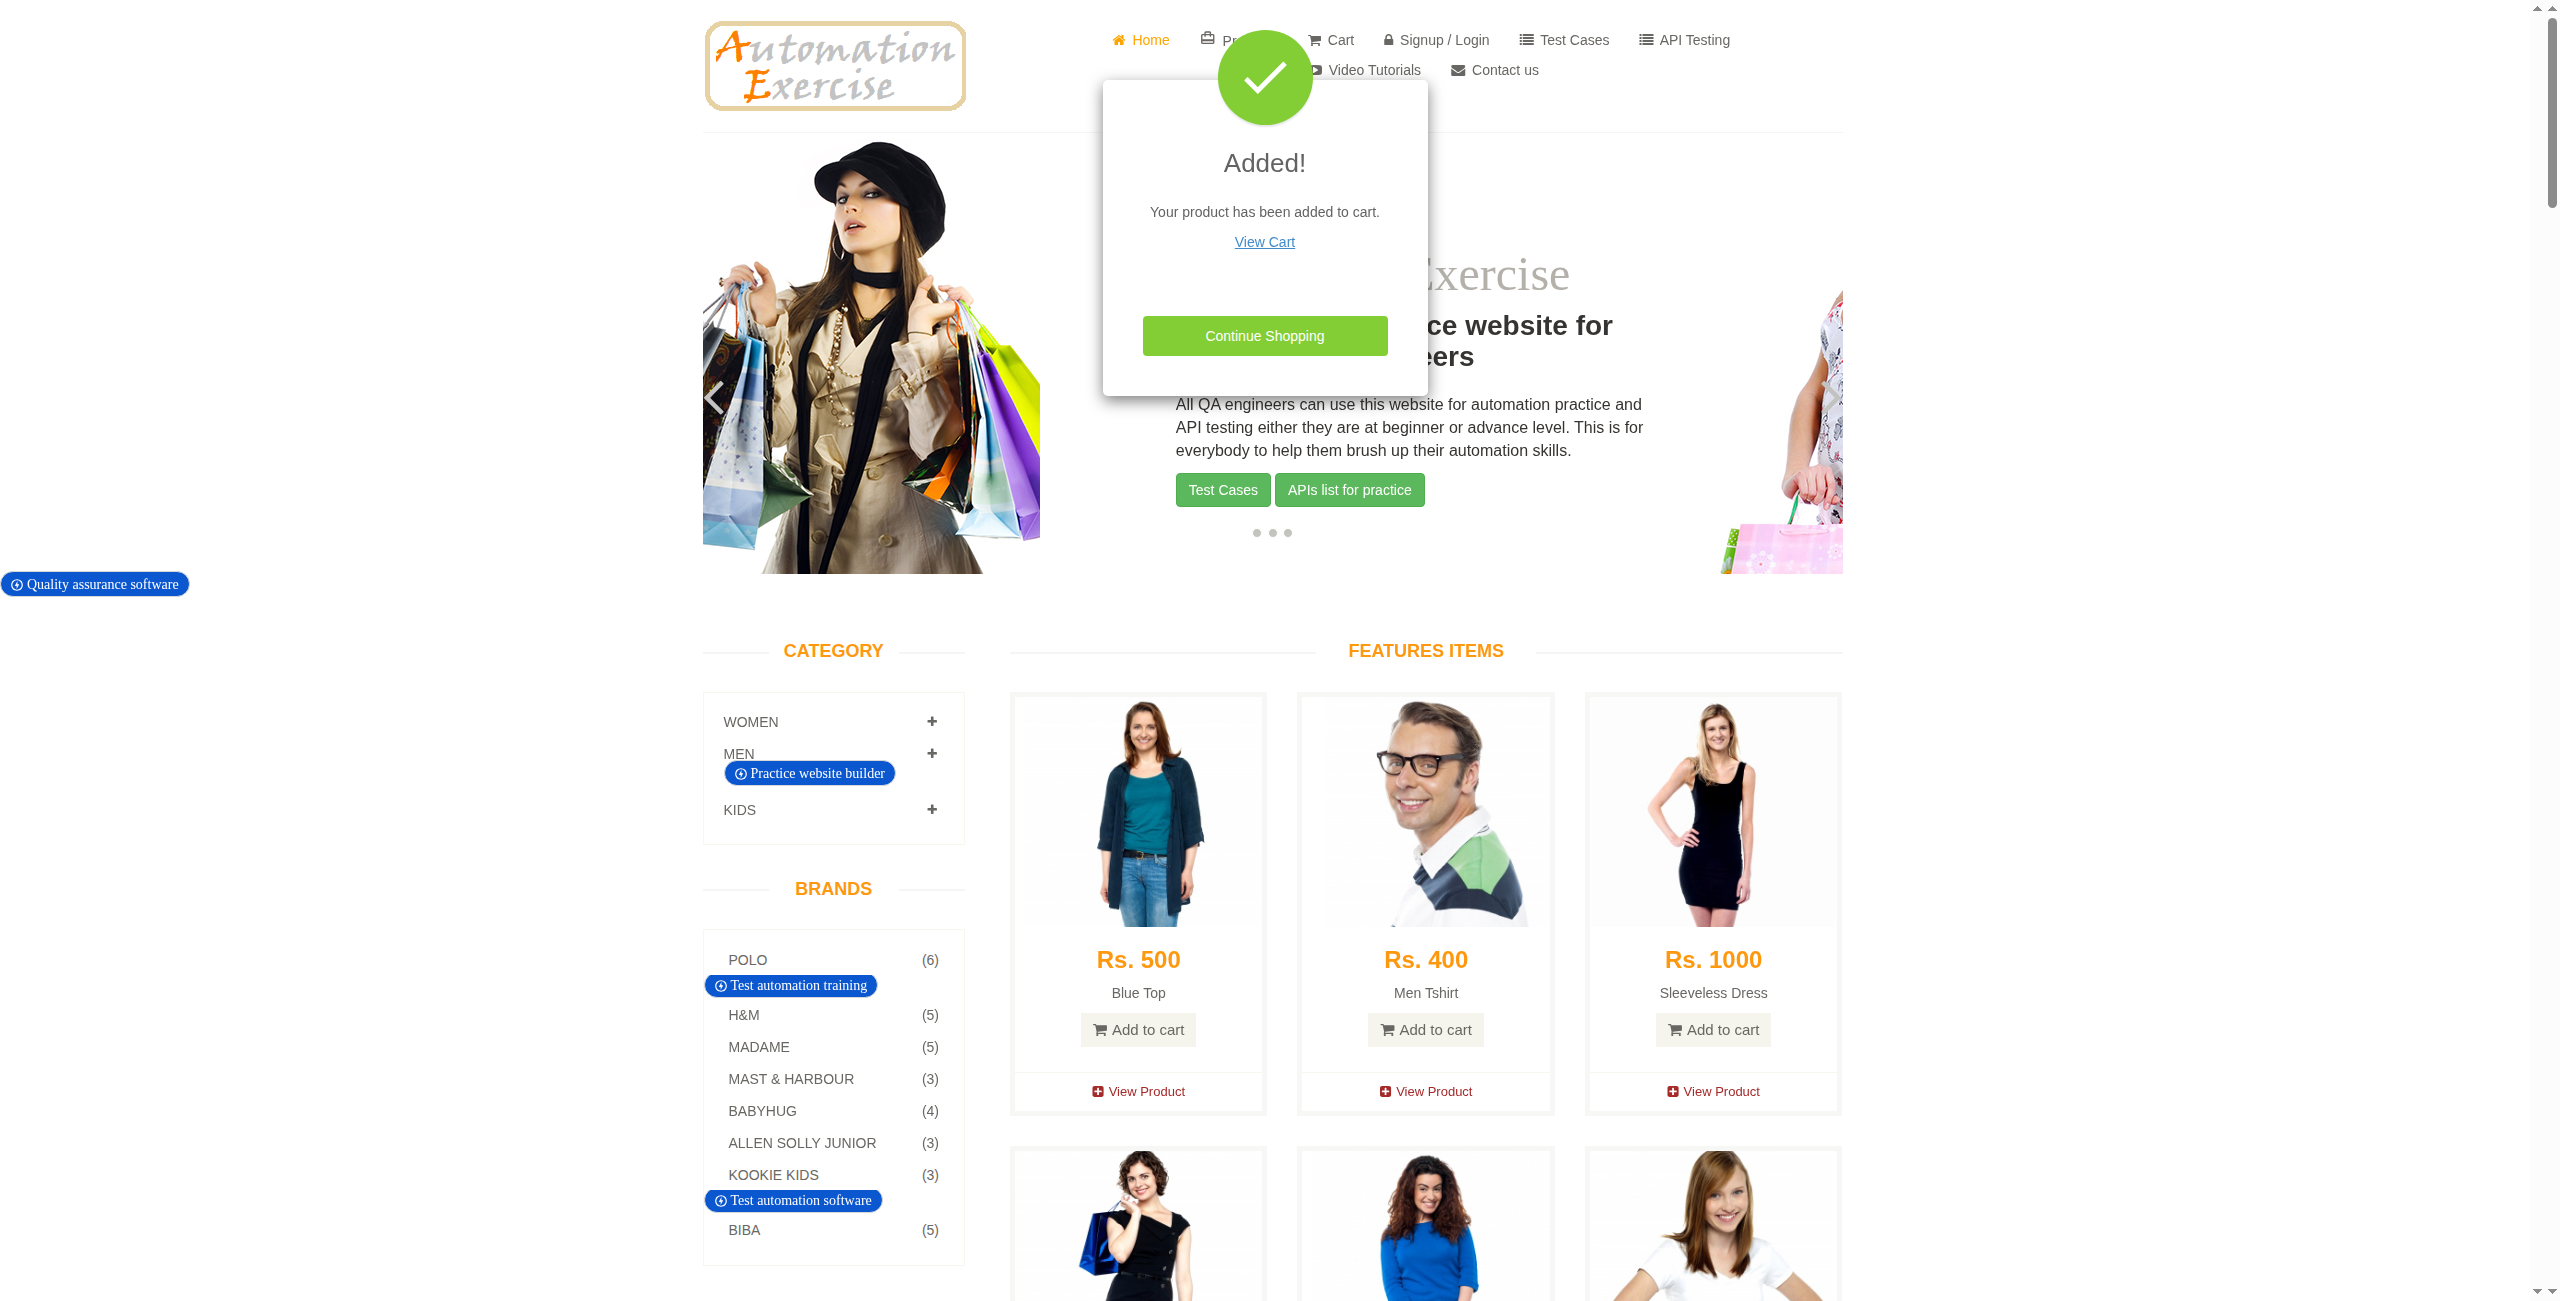 Automation
Exercise
Home
Cart
Signup / Login
Test Cases
API Testing
Video Tutorials
Contact us
Added!
Your product has been added to cart.
View Cart
Continue Shopping
Exercise
ce website for
eers
All QA engineers can use this website for automation practice and
API testing either they are at beginner or advance level. This is for
everybody to help them brush up their automation skills.
Test Cases
APIs list for practice
Quality assurance software
CATEGORY
WOMEN
MEN
Practice website builder
KIDS
BRANDS
POLO (6)
Test automation training
H&M (5)
MADAME (5)
MAST & HARBOUR (3)
BABYHUG (4)
ALLEN SOLLY JUNIOR (3)
KOOKIE KIDS (3)
Test automation software
BIBA (5)
FEATURES ITEMS
Rs. 500
Blue Top
Add to cart
View Product
Rs. 400
Men Tshirt
Add to cart
View Product
Rs. 1000
Sleeveless Dress
Add to cart
View Product